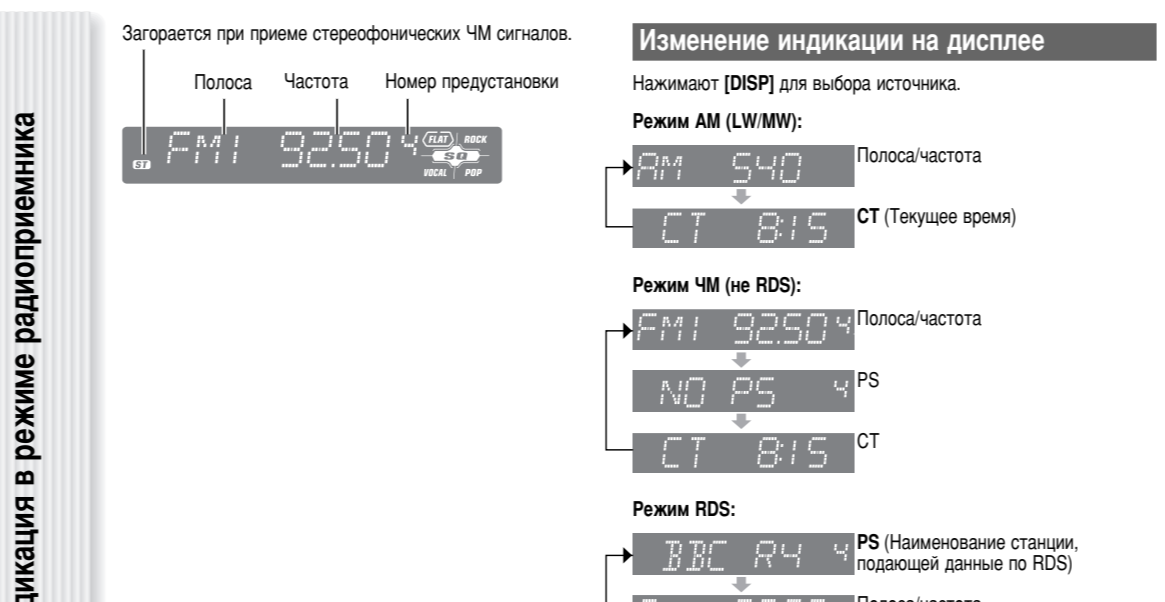 дикация в режиме радиоприемника
Загорается при приеме стереофонических ЧМ сигналов.
Полоса Частота Номер предустановки
ST FM1 92.50 4 FLAT ROCK SQ VOCAL POP
Изменение индикации на дисплее
Нажимают [DISP] для выбора источника.
Режим AM (LW/MW):
AM 540 Полоса/частота
CT 8:15 CT (Текущее время)
Режим ЧМ (не RDS):
FM1 92.50 4 Полоса/частота
NO PS 4 PS
CT 8:15 CT
Режим RDS:
BBC R4 4 PS (Наименование станции,
подающей данные по RDS)
Полоса/частота